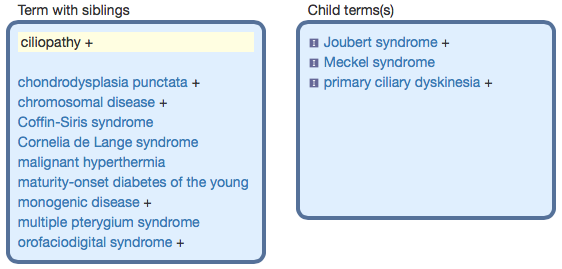 Term with siblings
ciliopathy +
chondrodysplasia punctata +
chromosomal disease +
Coffin-Siris syndrome
Cornelia de Lange syndrome
malignant hyperthermia
maturity-onset diabetes of the young
monogenic disease +
multiple pterygium syndrome
orofaciodigital syndrome +
Child terms(s)
Joubert syndrome +
Meckel syndrome
primary ciliary dyskinesia +